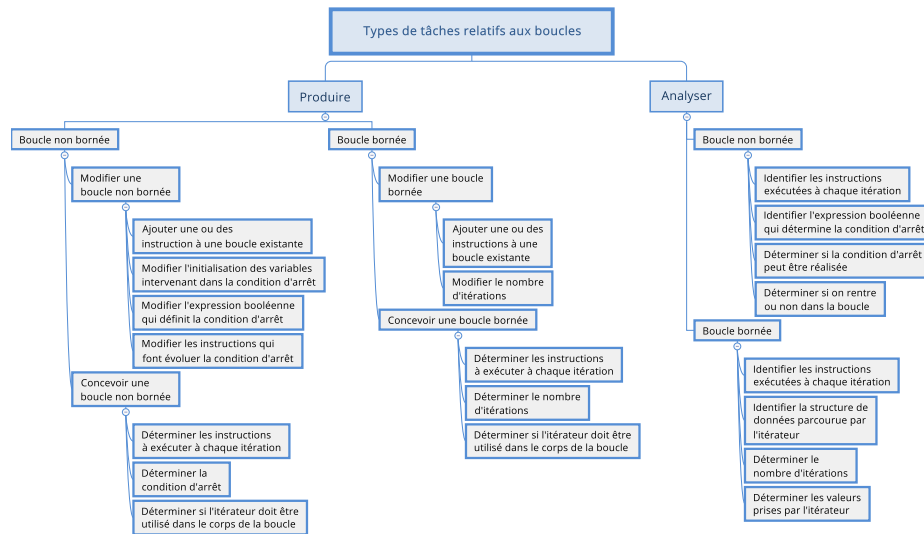 Types de tâches relatifs aux boucles
Produire
Boucle non bornée
Modifier une
boucle non bornée
Ajouter une ou des
instruction à une boucle existante
Modifier l'initialisation des variables
intervenant dans la condition d'arrêt
Modifier l'expression booléenne
qui définit la condition d'arrêt
Modifier les instructions qui
font évoluer la condition d'arrêt
Concevoir une
boucle non bornée
Déterminer les instructions
à exécuter à chaque itération
Déterminer la
condition d'arrêt
Déterminer si l'itérateur doit être
utilisé dans le corps de la boucle
Boucle bornée
Modifier une boucle
bornée
Ajouter une ou des
instructions à une
boucle existante
Modifier le nombre
d'itérations
Concevoir une boucle bornée
Déterminer les instructions
à exécuter à chaque itération
Déterminer le nombre
d'itérations
Déterminer si l'itérateur doit être
utilisé dans le corps de la boucle
Analyser
Boucle non bornée
Identifier les instructions
exécutées à chaque itération
Identifier l'expression booléenne
qui détermine la condition d'arrêt
Déterminer si la condition d'arrêt
peut être réalisée
Déterminer si on rentre
ou non dans la boucle
Boucle bornée
Identifier les instructions
exécutées à chaque itération
Identifier la structure de
données parcourue par
l'itérateur
Déterminer le
nombre d'itérations
Déterminer les valeurs
prises par l'itérateur